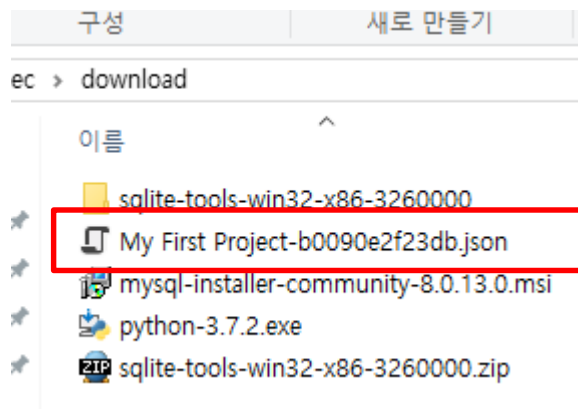 구성
새로 만들기
ec > download
이름
sqlite-tools-win32-x86-3260000
My First Project-b0090e2f23db.json
mysql-installer-community-8.0.13.0.msi
python-3.7.2.exe
ZIP
sqlite-tools-win32-x86-3260000.zip